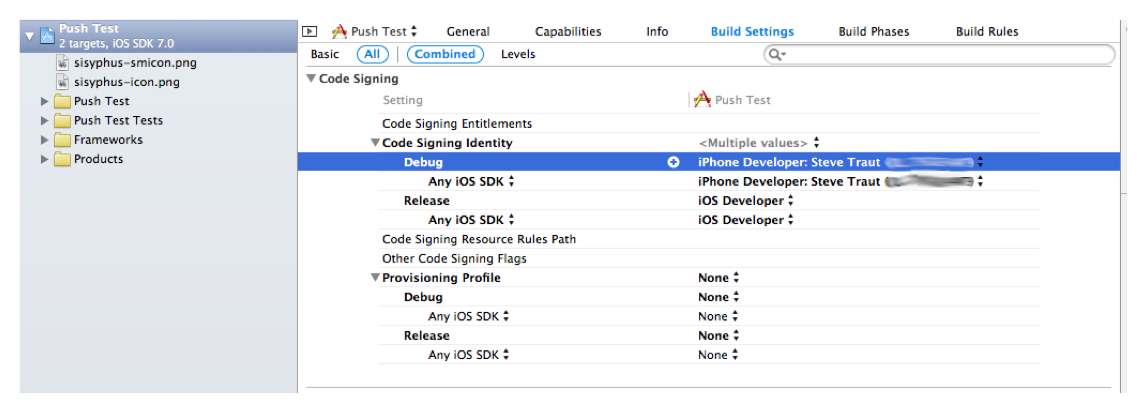 Push Test
2 targets, iOS SDK 7.0
sisyphus-smicon.png
sisyphus-icon.png
Push Test
Push Test Tests
Frameworks
Products
Push Test General Capabilities Info Build Settings Build Phases Build Rules
Basic All Combined Levels
Code Signing
Setting Push Test
Code Signing Entitlements
Code Signing Identity <Multiple values>
Debug iPhone Developer: Steve Traut
Any iOS SDK iPhone Developer: Steve Traut
Release iOS Developer
Any iOS SDK iOS Developer
Code Signing Resource Rules Path
Other Code Signing Flags
Provisioning Profile None
Debug None
Any iOS SDK None
Release None
Any iOS SDK None